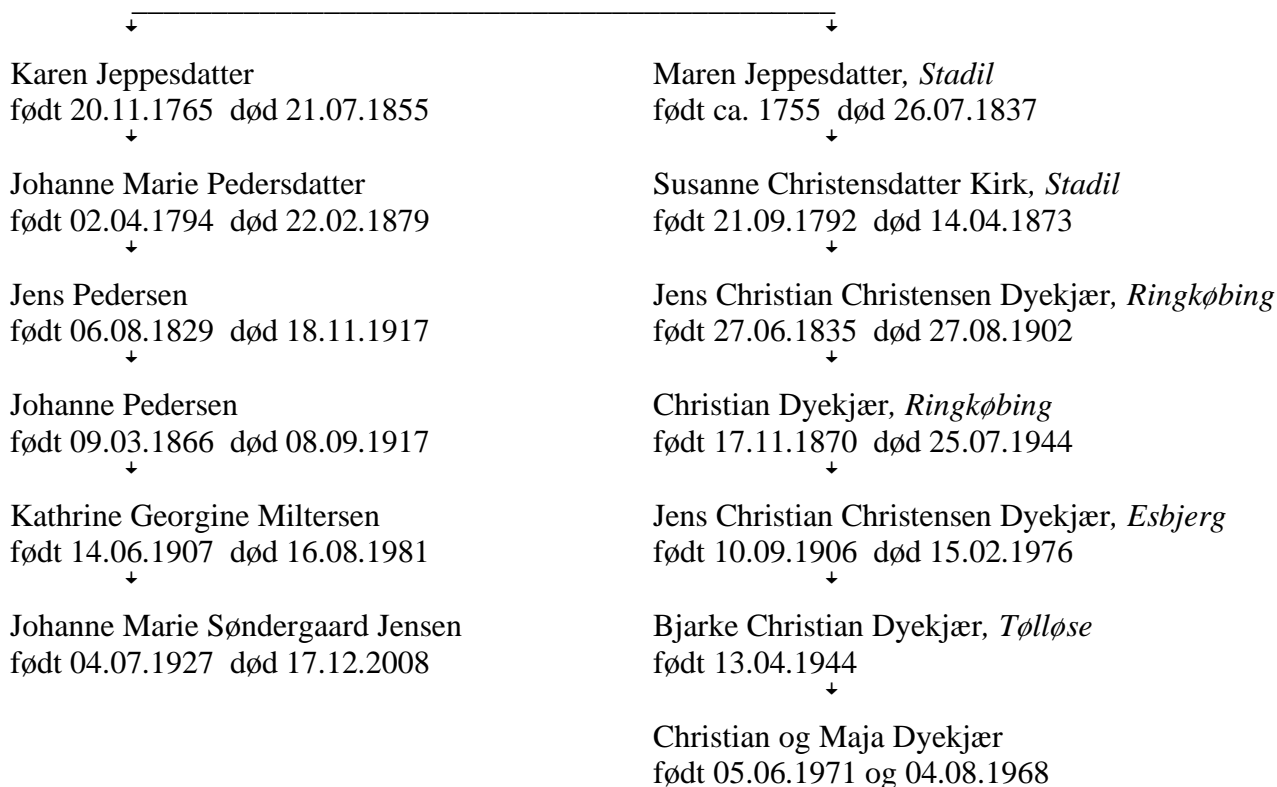 Karen Jeppesdatter
født 20.11.1765 død 21.07.1855
Johanne Marie Pedersdatter
født 02.04.1794 død 22.02.1879
Jens Pedersen
født 06.08.1829 død 18.11.1917
Johanne Pedersen
født 09.03.1866 død 08.09.1917
Kathrine Georgine Miltersen
født 14.06.1907 død 16.08.1981
Johanne Marie Søndergaard Jensen
født 04.07.1927 død 17.12.2008
Maren Jeppesdatter, Stadil
født ca. 1755 død 26.07.1837
Susanne Christensdatter Kirk, Stadil
født 21.09.1792 død 14.04.1873
Jens Christian Christensen Dyekjær, Ringkøbing
født 27.06.1835 død 27.08.1902
Christian Dyekjær, Ringkøbing
født 17.11.1870 død 25.07.1944
Jens Christian Christensen Dyekjær, Esbjerg
født 10.09.1906 død 15.02.1976
Bjarke Christian Dyekjær, Tølløse
født 13.04.1944
Christian og Maja Dyekjær
født 05.06.1971 og 04.08.1968